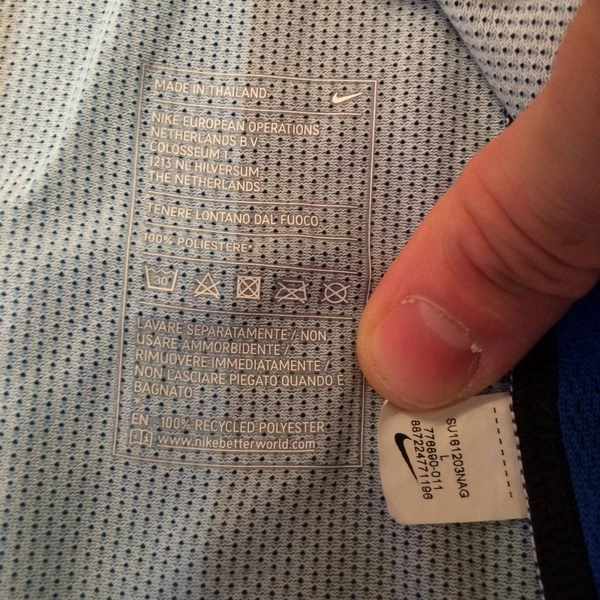 MADE IN THAILAND
NIKE EUROPEAN OPERATIONS
NETHERLANDS B.V.
COLOSSEUM 1
1213 NL HILVERSUM
THE NETHERLANDS
TENERE LONTANO DAL FUOCO
100% POLIESTERE*
30
LAVARE SEPARATAMENTE / NON
USARE AMMORBIDENTE /
RIMUOVERE IMMEDIATAMENTE /
NON LASCIARE PIEGATO QUANDO È
BAGNATO
*
EN 100% RECYCLED POLYESTER
www.nikebetterworld.com
SU161203NAG
L
776890-011
887224771196